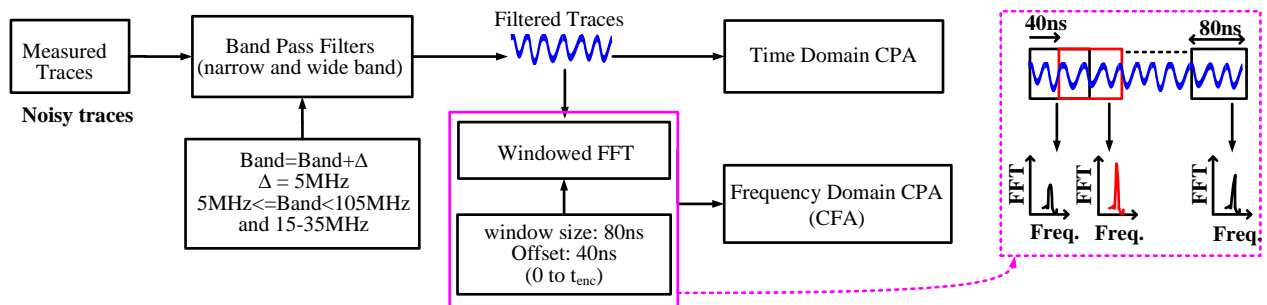 Measured
Traces
Noisy traces
Band Pass Filters
(narrow and wide band)
Band=Band+Δ
Δ = 5MHz
5MHz<=Band<105MHz
and 15-35MHz
Filtered Traces
Time Domain CPA
Windowed FFT
window size: 80ns
Offset: 40ns
(0 to tenc)
Frequency Domain CPA
(CFA)
40ns
80ns
FFT
Freq.
FFT
Freq.
FFT
Freq.